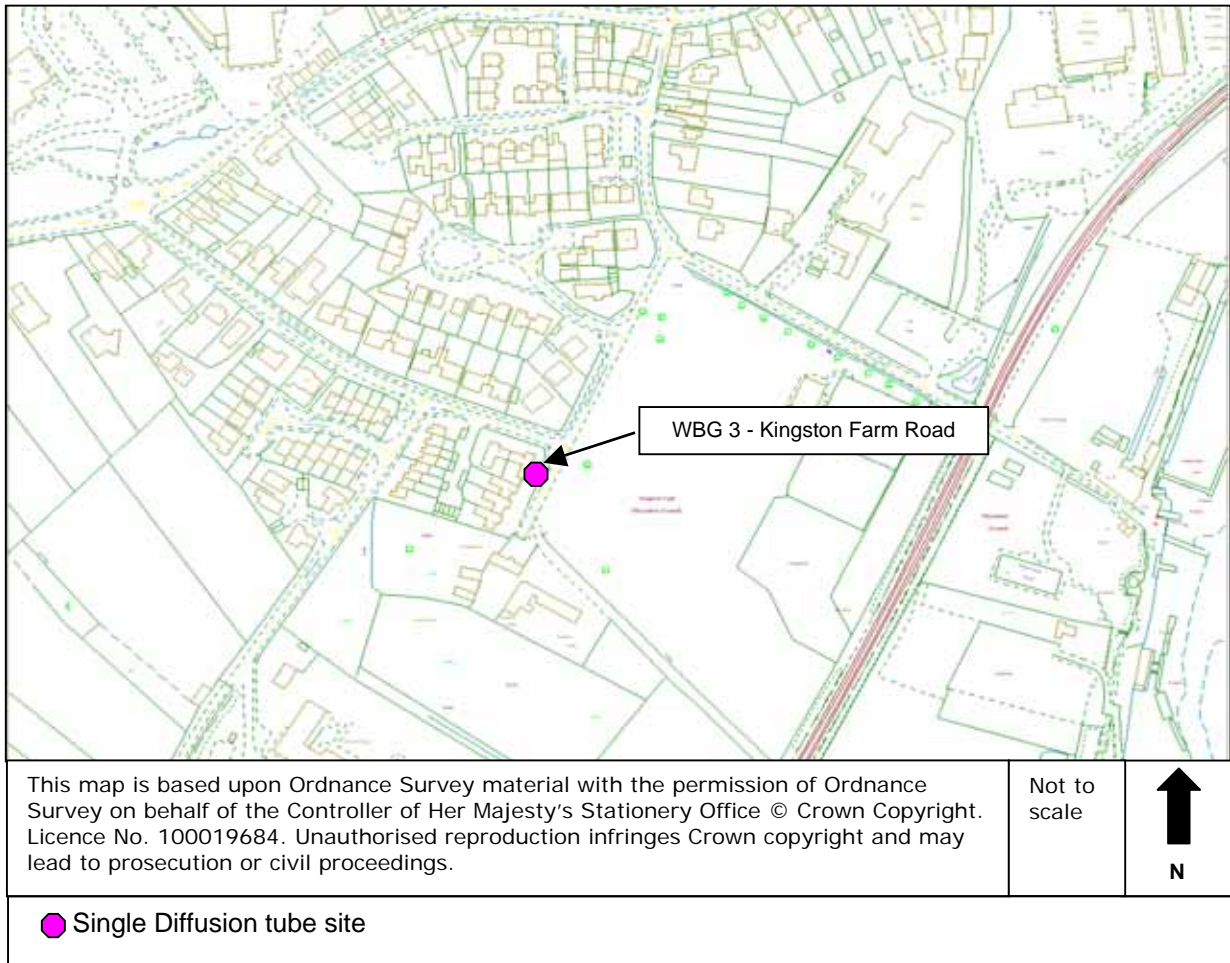 WBG 3 - Kingston Farm Road
This map is based upon Ordnance Survey material with the permission of Ordnance
Survey on behalf of the Controller of Her Majesty's Stationery Office © Crown Copyright.
Licence No. 100019684. Unauthorised reproduction infringes Crown copyright and may
lead to prosecution or civil proceedings.
Not to
scale
N
Single Diffusion tube site